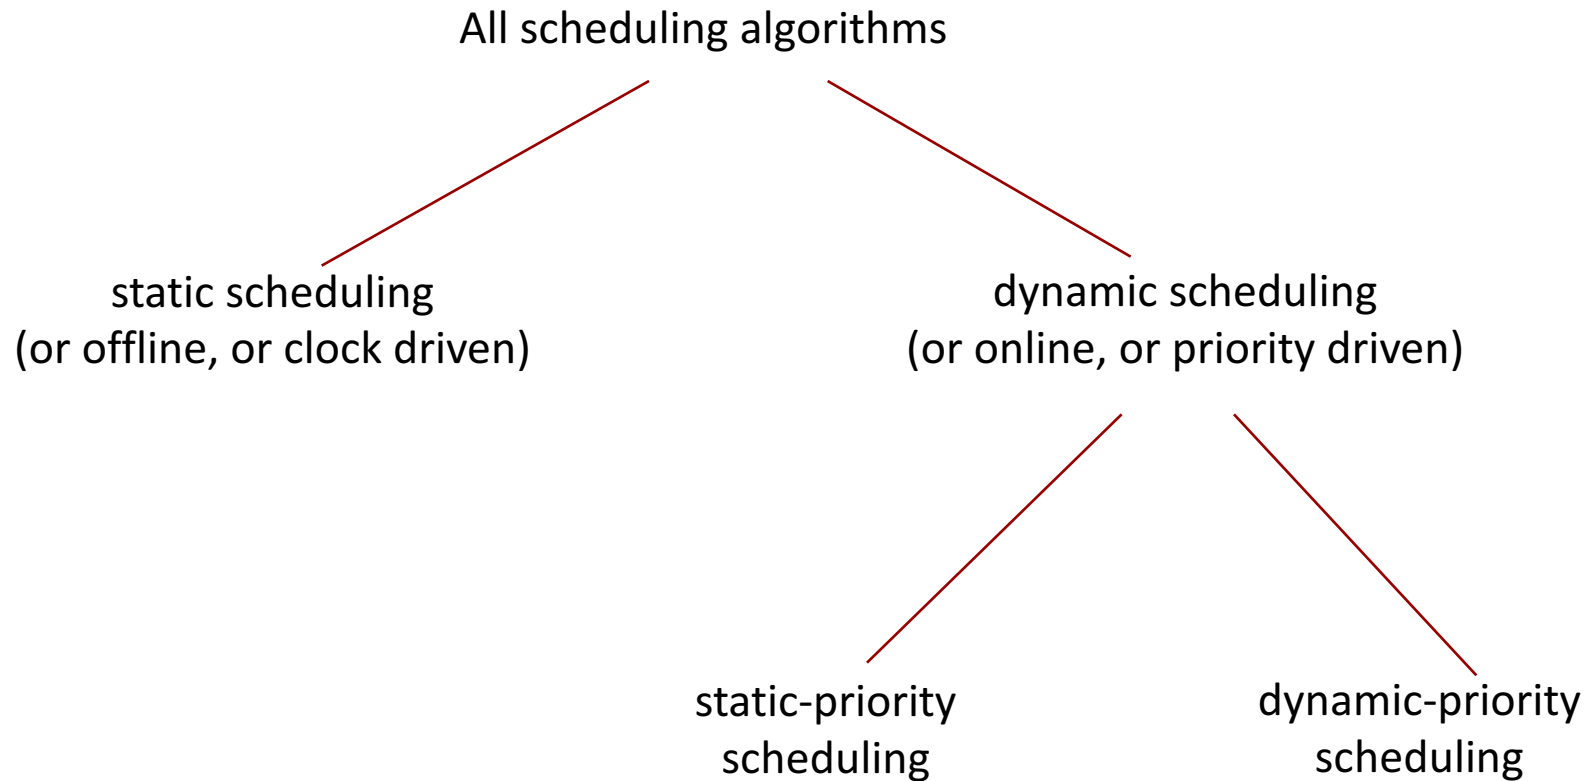 All scheduling algorithms
static scheduling
(or offline, or clock driven)
dynamic scheduling
(or online, or priority driven)
static-priority
scheduling
dynamic-priority
scheduling